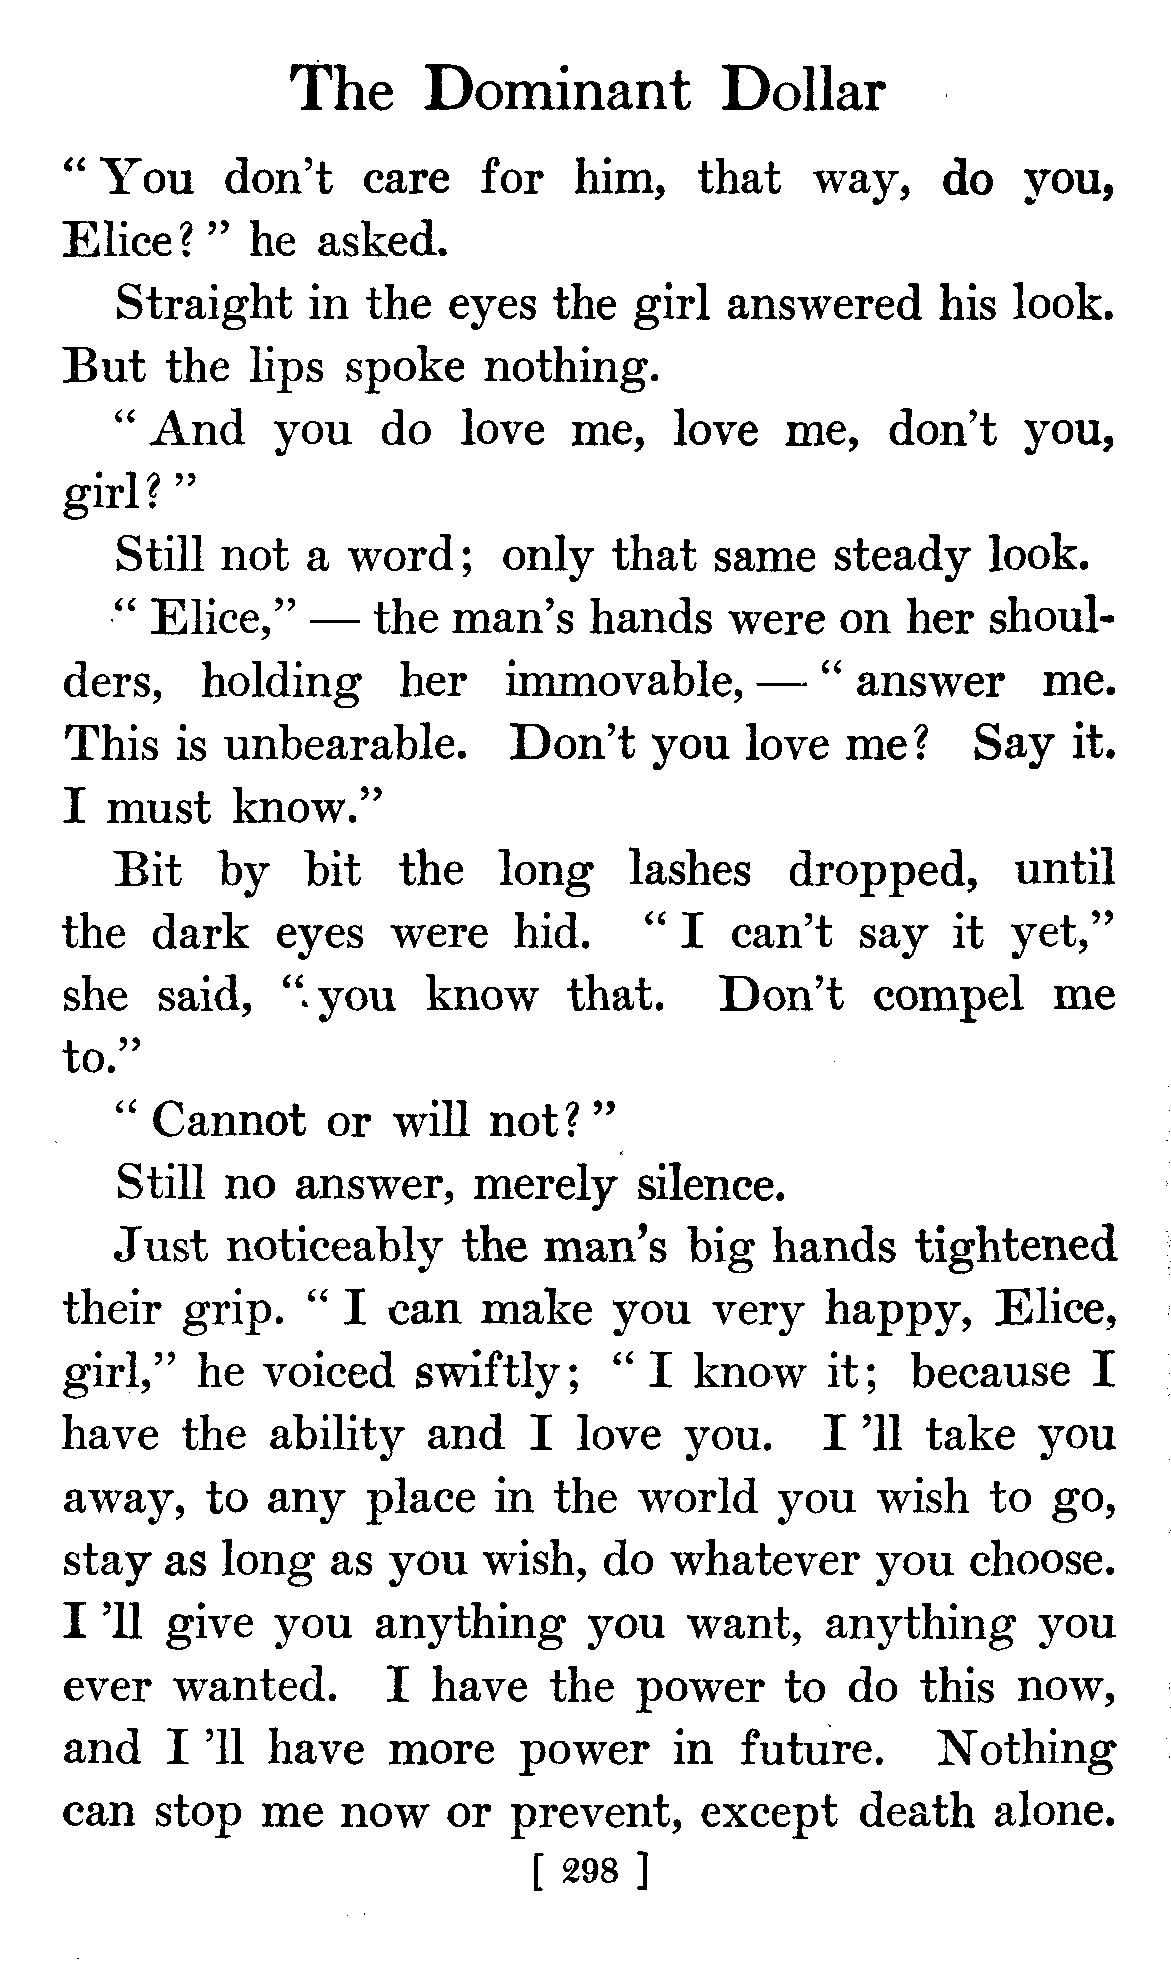 The Dominant Dollar
“ You don’t care for him, that way, do you,
Elice? ” he asked.
Straight in the eyes the girl answered his look.
But the lips spoke nothing.
“ And you do love me, love me, don’t you,
girl? ”
Still not a word; only that same steady look.
“ Elice,” — the man’s hands were on her shoul-
ders, holding her immovable, — “ answer me.
This is unbearable. Don’t you love me? Say it.
I must know.”
Bit by bit the long lashes dropped, until
the dark eyes were hid. “ I can’t say it yet,”
she said, “ you know that. Don’t compel me
to.”
“ Cannot or will not? ”
Still no answer, merely silence.
Just noticeably the man’s big hands tightened
their grip. “ I can make you very happy, Elice,
girl,” he voiced swiftly; “ I know it; because I
have the ability and I love you. I ’ll take you
away, to any place in the world you wish to go,
stay as long as you wish, do whatever you choose.
I ’ll give you anything you want, anything you
ever wanted. I have the power to do this now,
and I ’ll have more power in future. Nothing
can stop me now or prevent, except death alone.
[ 298 ]